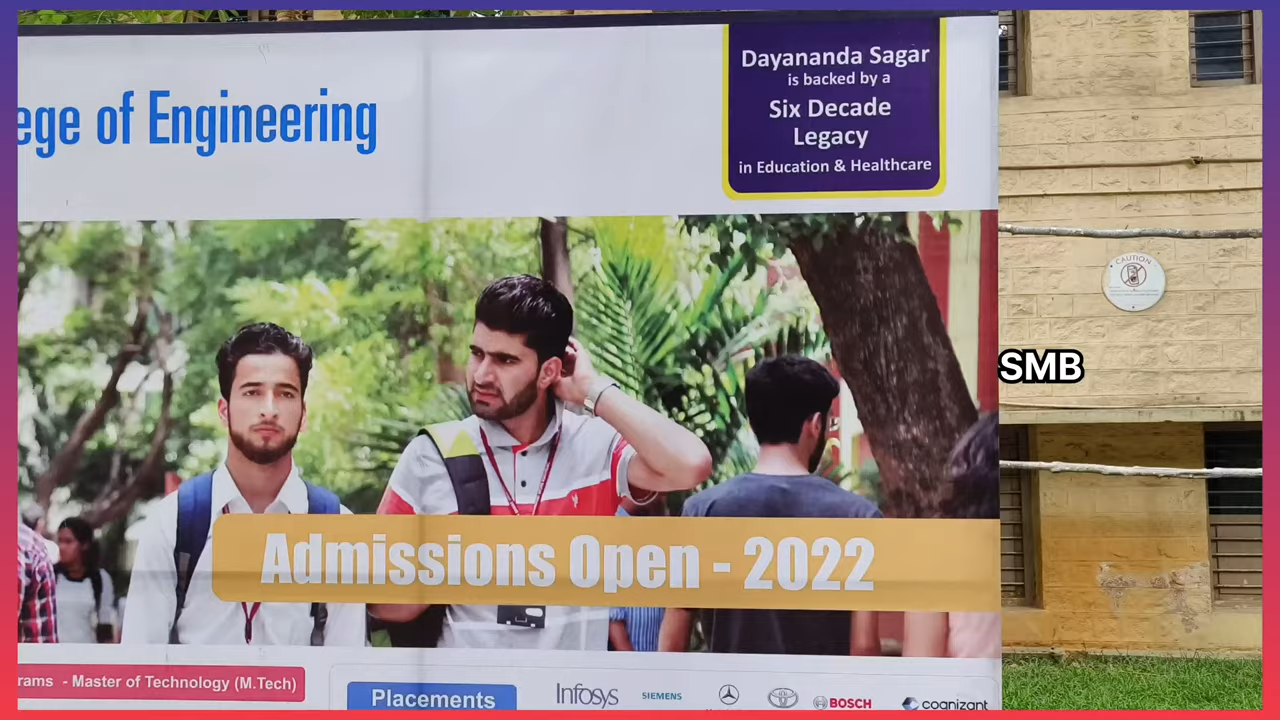 ege of Engineering
Dayananda Sagar
is backed by a
Six Decade
Legacy
in Education & Healthcare
CAUTION
SMB
Admissions Open - 2022
rams - Master of Technology (M.Tech)
Placements
Infosys
SIEMENS
BOSCH
cognizant